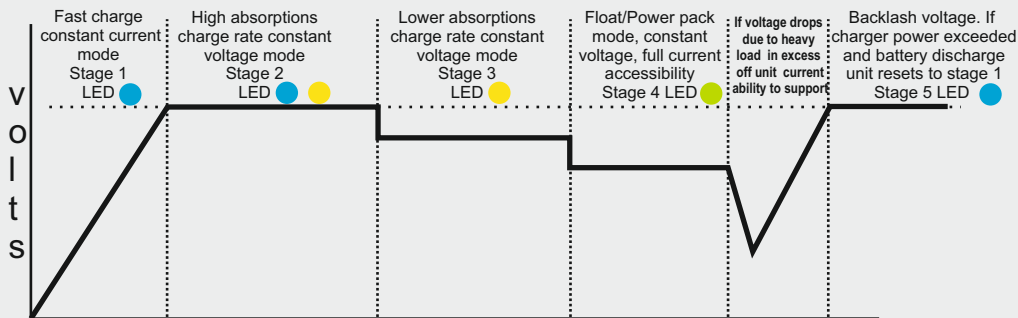 Fast charge
constant current
mode
Stage 1
LED
High absorptions
charge rate constant
voltage mode
Stage 2
LED
Lower absorptions
charge rate constant
voltage mode
Stage 3
LED
Float/Power pack
mode, constant
voltage, full current
accessibility
Stage 4 LED
If voltage drops
due to heavy
load in excess
off unit current
ability to support
Backlash voltage. If
charger power exceeded
and battery discharge
unit resets to stage 1
Stage 5 LED
volts